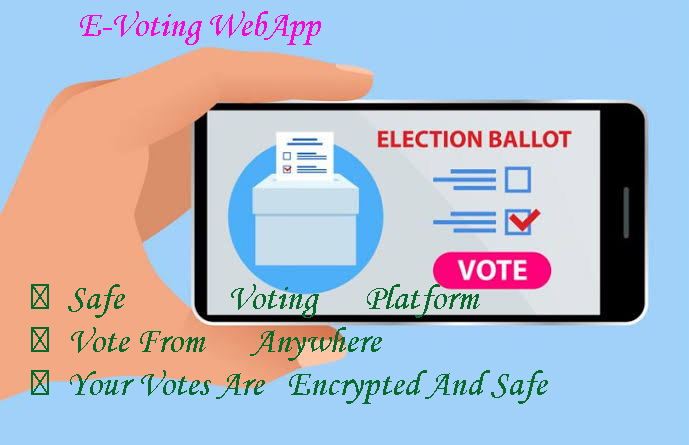 E-Voting WebApp
ELECTION BALLOT
VOTE
Safe Voting Platform
Vote From Anywhere
Your Votes Are Encrypted And Safe